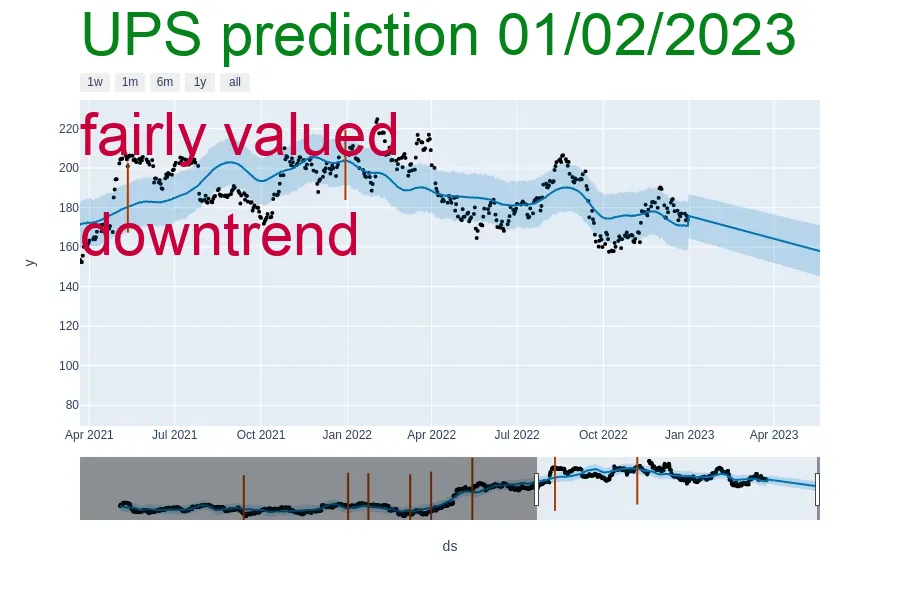 UPS prediction 01/02/2023
1w 1m 6m 1y all
fairly valued
downtrend
220
200
180
160
140
120
100
80
y
Apr 2021 Jul 2021 Oct 2021 Jan 2022 Apr 2022 Jul 2022 Oct 2022 Jan 2023 Apr 2023
ds